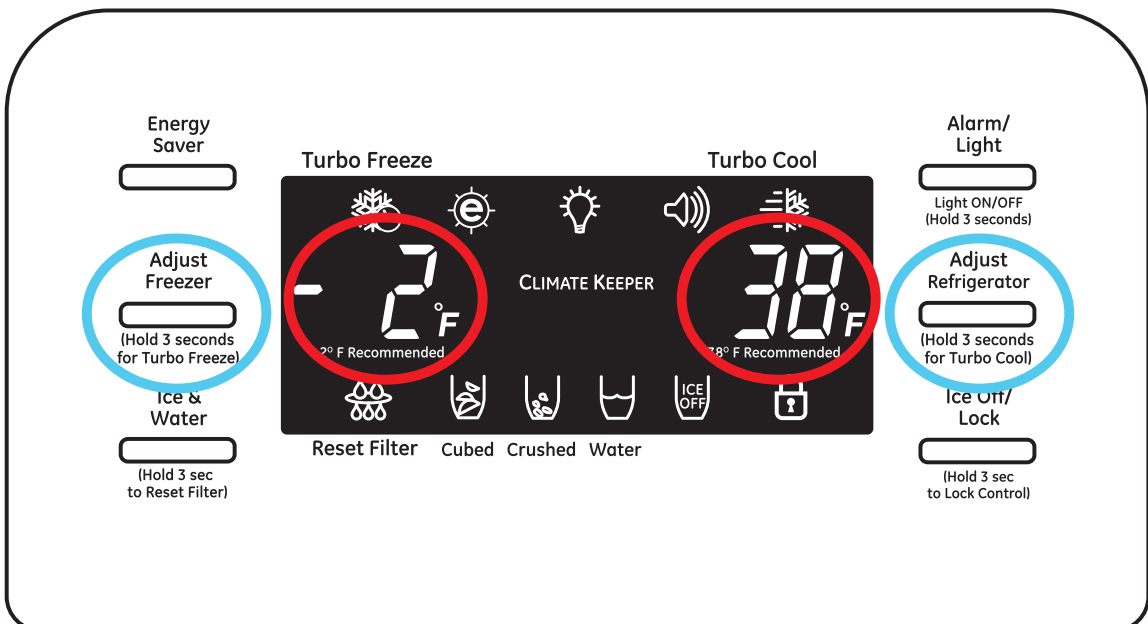 Energy
Saver
Adjust
Freezer
(Hold 3 seconds
for Turbo Freeze)
Ice &
Water
(Hold 3 sec
to Reset Filter)
Turbo Freeze
Turbo Cool
e
- 2 °F
2° F Recommended
CLIMATE KEEPER
38 °F
38° F Recommended
ICE
OFF
Reset Filter
Cubed
Crushed
Water
Alarm/
Light
Light ON/OFF
(Hold 3 seconds)
Adjust
Refrigerator
(Hold 3 seconds
for Turbo Cool)
Ice Off/
Lock
(Hold 3 sec
to Lock Control)